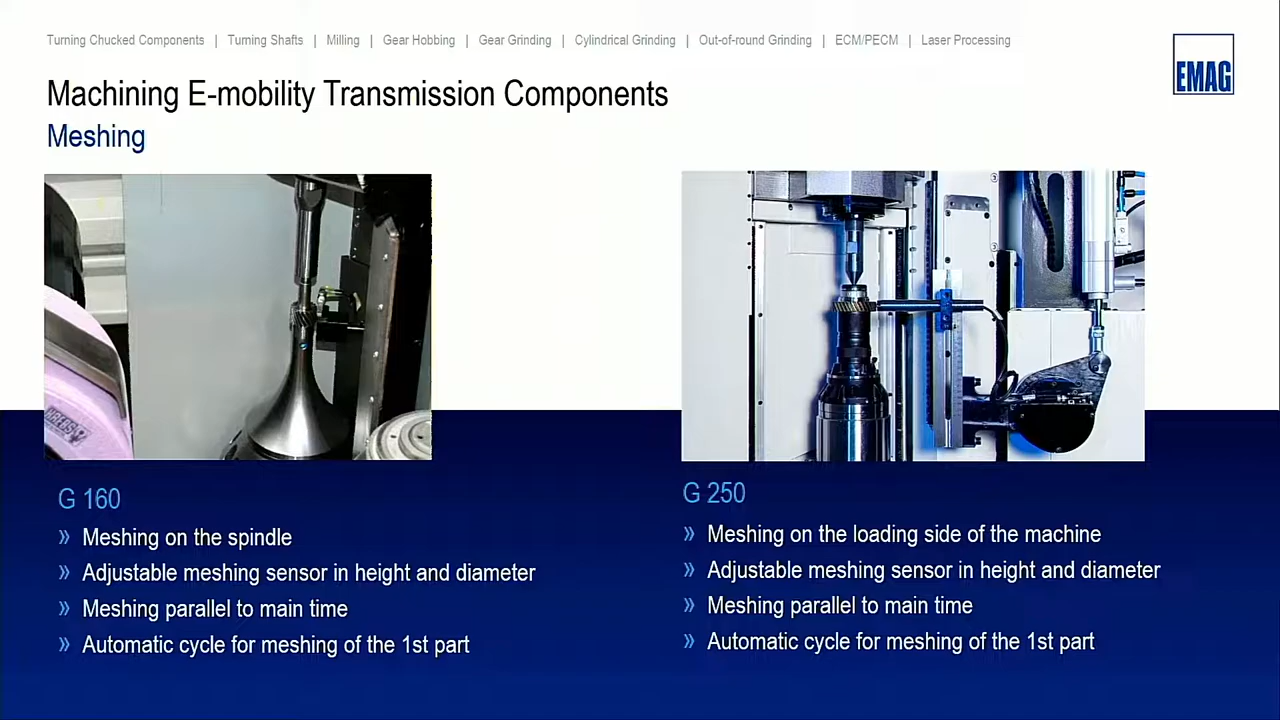 Turning Chucked Components | Turning Shafts | Milling | Gear Hobbing | Gear Grinding | Cylindrical Grinding | Out-of-round Grinding | ECM/PECM | Laser Processing
EMAG
Machining E-mobility Transmission Components
Meshing
G 160
» Meshing on the spindle
» Adjustable meshing sensor in height and diameter
» Meshing parallel to main time
» Automatic cycle for meshing of the 1st part
G 250
» Meshing on the loading side of the machine
» Adjustable meshing sensor in height and diameter
» Meshing parallel to main time
» Automatic cycle for meshing of the 1st part